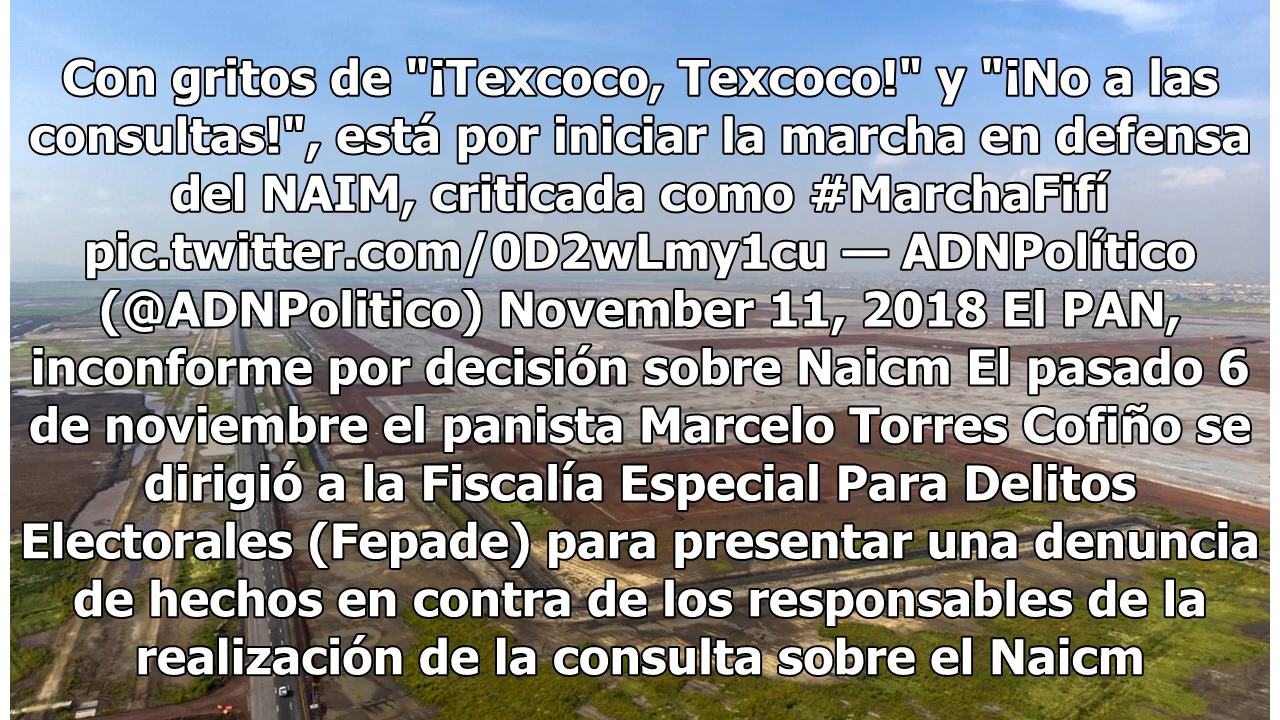 Con gritos de "¡Texcoco, Texcoco!" y "¡No a las
consultas!", está por iniciar la marcha en defensa
del NAIM, criticada como #MarchaFifí
pic.twitter.com/0D2wLmy1cu — ADNPolítico
(@ADNPolitico) November 11, 2018 El PAN,
inconforme por decisión sobre Naicm El pasado 6
de noviembre el panista Marcelo Torres Cofiño se
dirigió a la Fiscalía Especial Para Delitos
Electorales (Fepade) para presentar una denuncia
de hechos en contra de los responsables de la
realización de la consulta sobre el Naicm